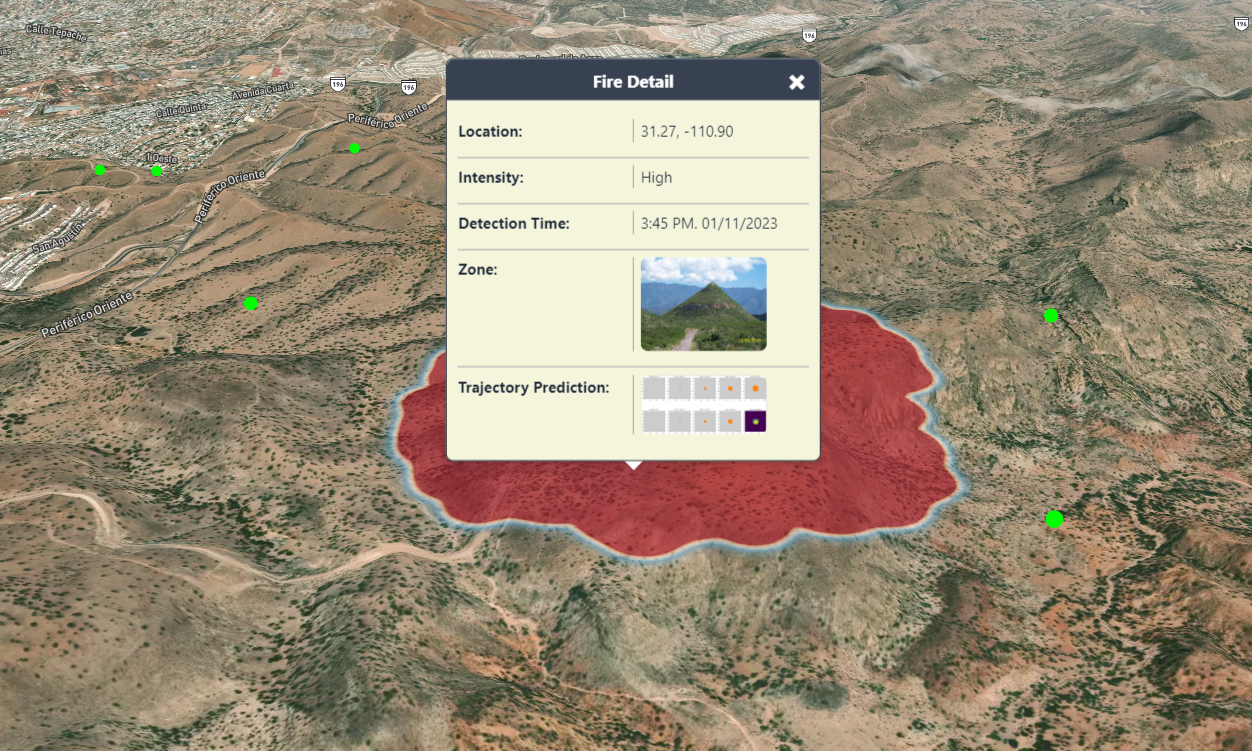 Calle Tepache
196
196
196
196
Avenida Cuarta
Calle Quinta
Periférico Oriente
1 Oeste
Periférico Oriente
San Agustín
Periférico Oriente
Fire Detail
Location: 31.27, -110.90
Intensity: High
Detection Time: 3:45 PM. 01/11/2023
Zone:
Trajectory Prediction: